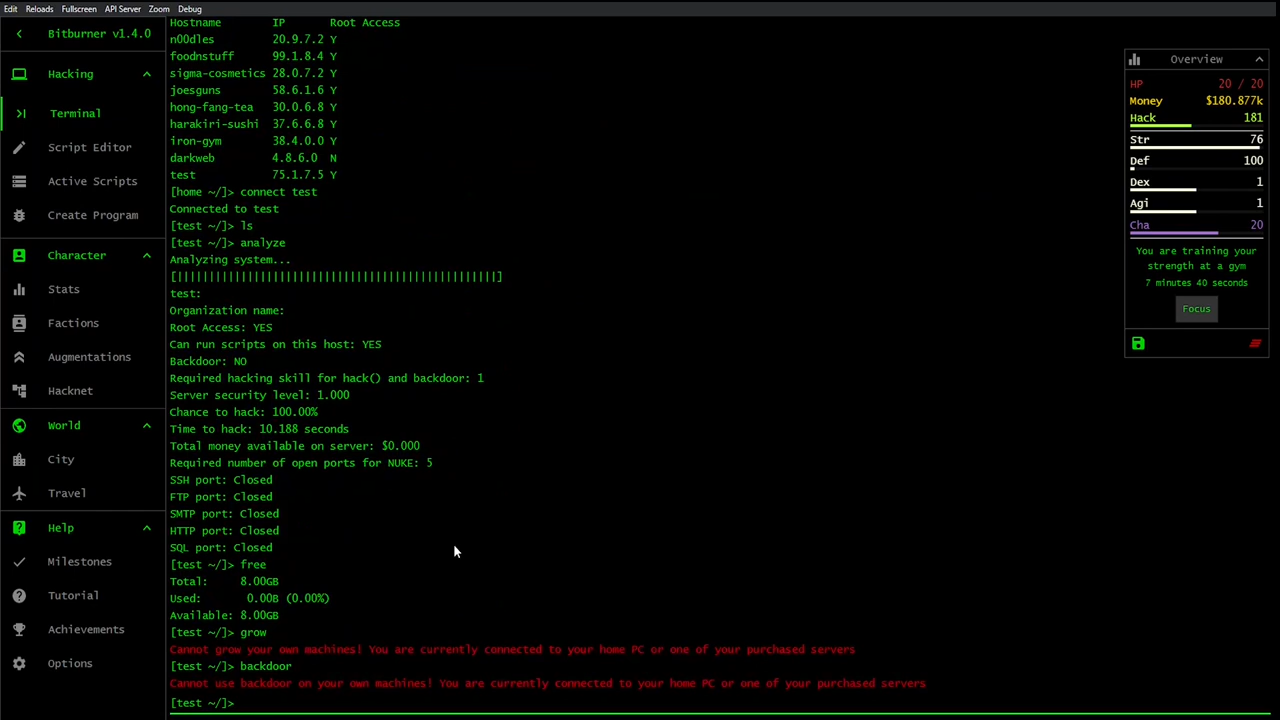 Edit Reloads Fullscreen API Server Zoom Debug
Bitburner v1.4.0
Hacking
Terminal
Script Editor
Active Scripts
Create Program
Character
Stats
Factions
Augmentations
Hacknet
World
City
Travel
Help
Milestones
Tutorial
Achievements
Options
Hostname IP Root Access
n00dles 20.9.7.2 Y
foodnstuff 99.1.8.4 Y
sigma-cosmetics 28.0.7.2 Y
joesguns 58.6.1.6 Y
hong-fang-tea 30.0.6.8 Y
harakiri-sushi 37.6.6.8 Y
iron-gym 38.4.0.0 Y
darkweb 4.8.6.0 N
test 75.1.7.5 Y
[home ~/]> connect test
Connected to test
[test ~/]> ls
[test ~/]> analyze
Analyzing system...
[||||||||||||||||||||||||||||||||||||||||||||||||||]
test:
Organization name:
Root Access: YES
Can run scripts on this host: YES
Backdoor: NO
Required hacking skill for hack() and backdoor: 1
Server security level: 1.000
Chance to hack: 100.00%
Time to hack: 10.188 seconds
Total money available on server: $0.000
Required number of open ports for NUKE: 5
SSH port: Closed
FTP port: Closed
SMTP port: Closed
HTTP port: Closed
SQL port: Closed
[test ~/]> free
Total: 8.00GB
Used: 0.00B (0.00%)
Available: 8.00GB
[test ~/]> grow
Cannot grow your own machines! You are currently connected to your home PC or one of your purchased servers
[test ~/]> backdoor
Cannot use backdoor on your own machines! You are currently connected to your home PC or one of your purchased servers
[test ~/]>
Overview
HP 20 / 20
Money $180.877k
Hack 181
Str 76
Def 100
Dex 1
Agi 1
Cha 20
You are training your
strength at a gym
7 minutes 40 seconds
Focus